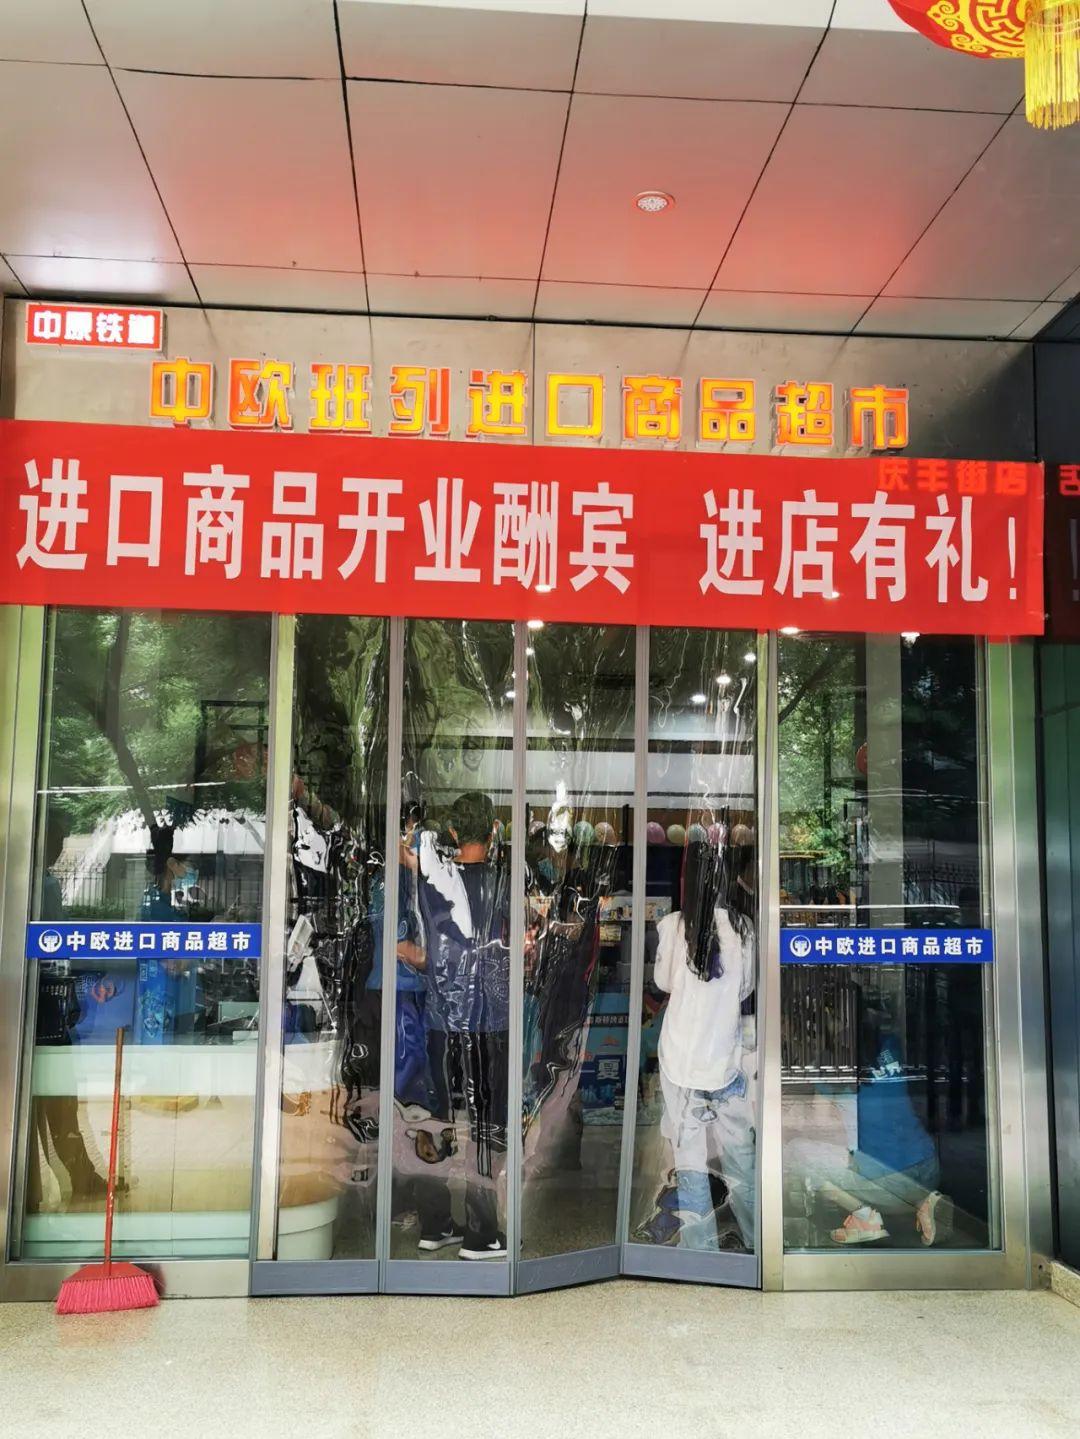 中原铁道
中欧班列进口商品超市
庆丰街店
进口商品开业酬宾 进店有礼！
中欧进口商品超市
中欧进口商品超市